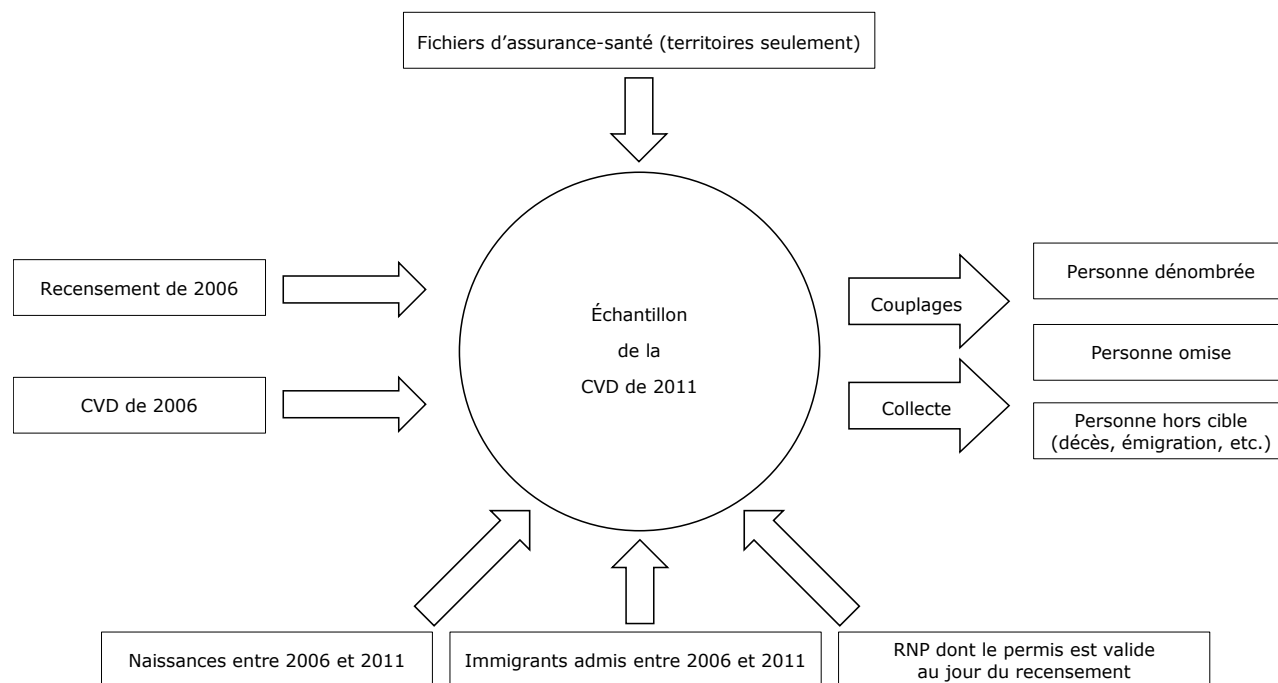 Fichiers d’assurance-santé (territoires seulement)
Recensement de 2006
CVD de 2006
Échantillon
de la
CVD de 2011
Couplages
Collecte
Personne dénombrée
Personne omise
Personne hors cible
(décès, émigration, etc.)
Naissances entre 2006 et 2011
Immigrants admis entre 2006 et 2011
RNP dont le permis est valide
au jour du recensement